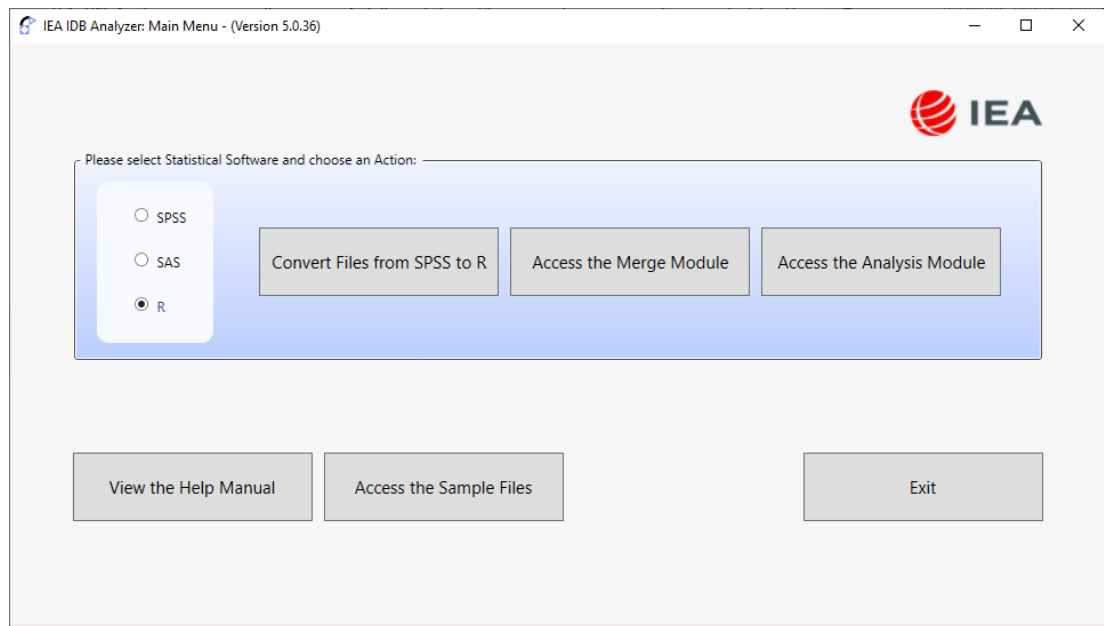 IEA IDB Analyzer: Main Menu - (Version 5.0.36)
IEA
Please select Statistical Software and choose an Action:
SPSS
SAS
R
Convert Files from SPSS to R
Access the Merge Module
Access the Analysis Module
View the Help Manual
Access the Sample Files
Exit